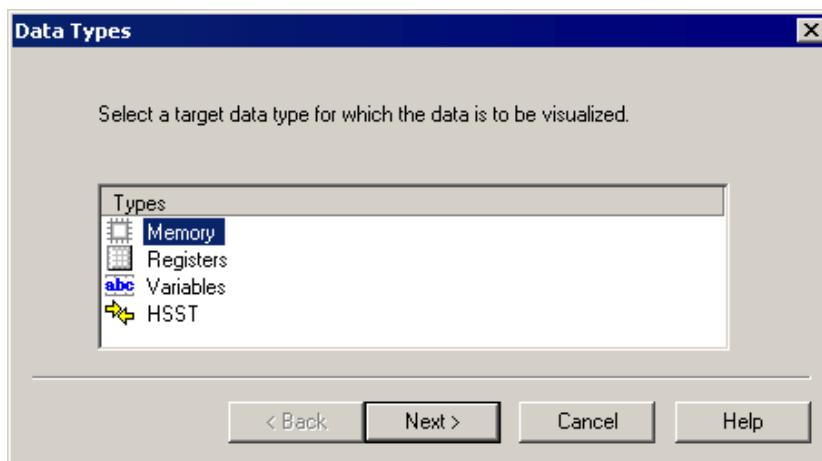 Data Types
Select a target data type for which the data is to be visualized.
Types
Memory
Registers
abc Variables
HSST
< Back Next > Cancel Help